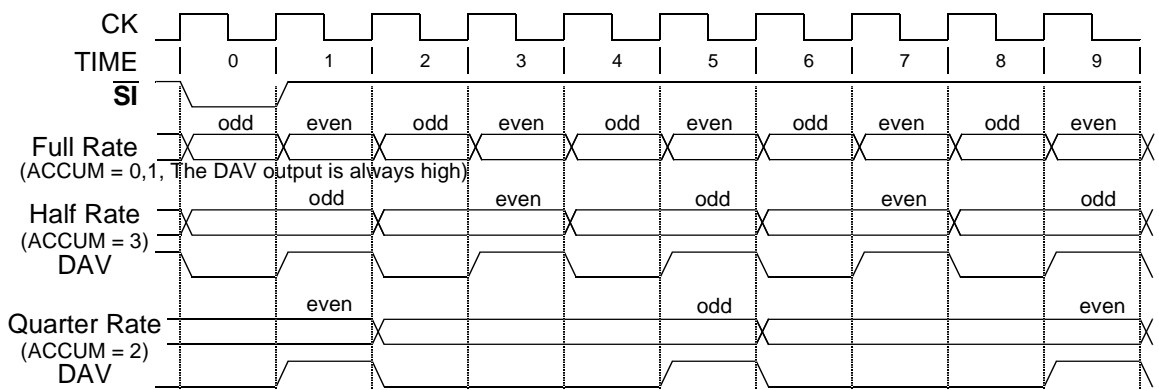 CK
TIME 0 1 2 3 4 5 6 7 8 9
SI
odd even odd even odd even odd even odd even
Full Rate
(ACCUM = 0,1, The DAV output is always high)
odd even odd even odd
Half Rate
(ACCUM = 3)
DAV
even odd even
Quarter Rate
(ACCUM = 2)
DAV